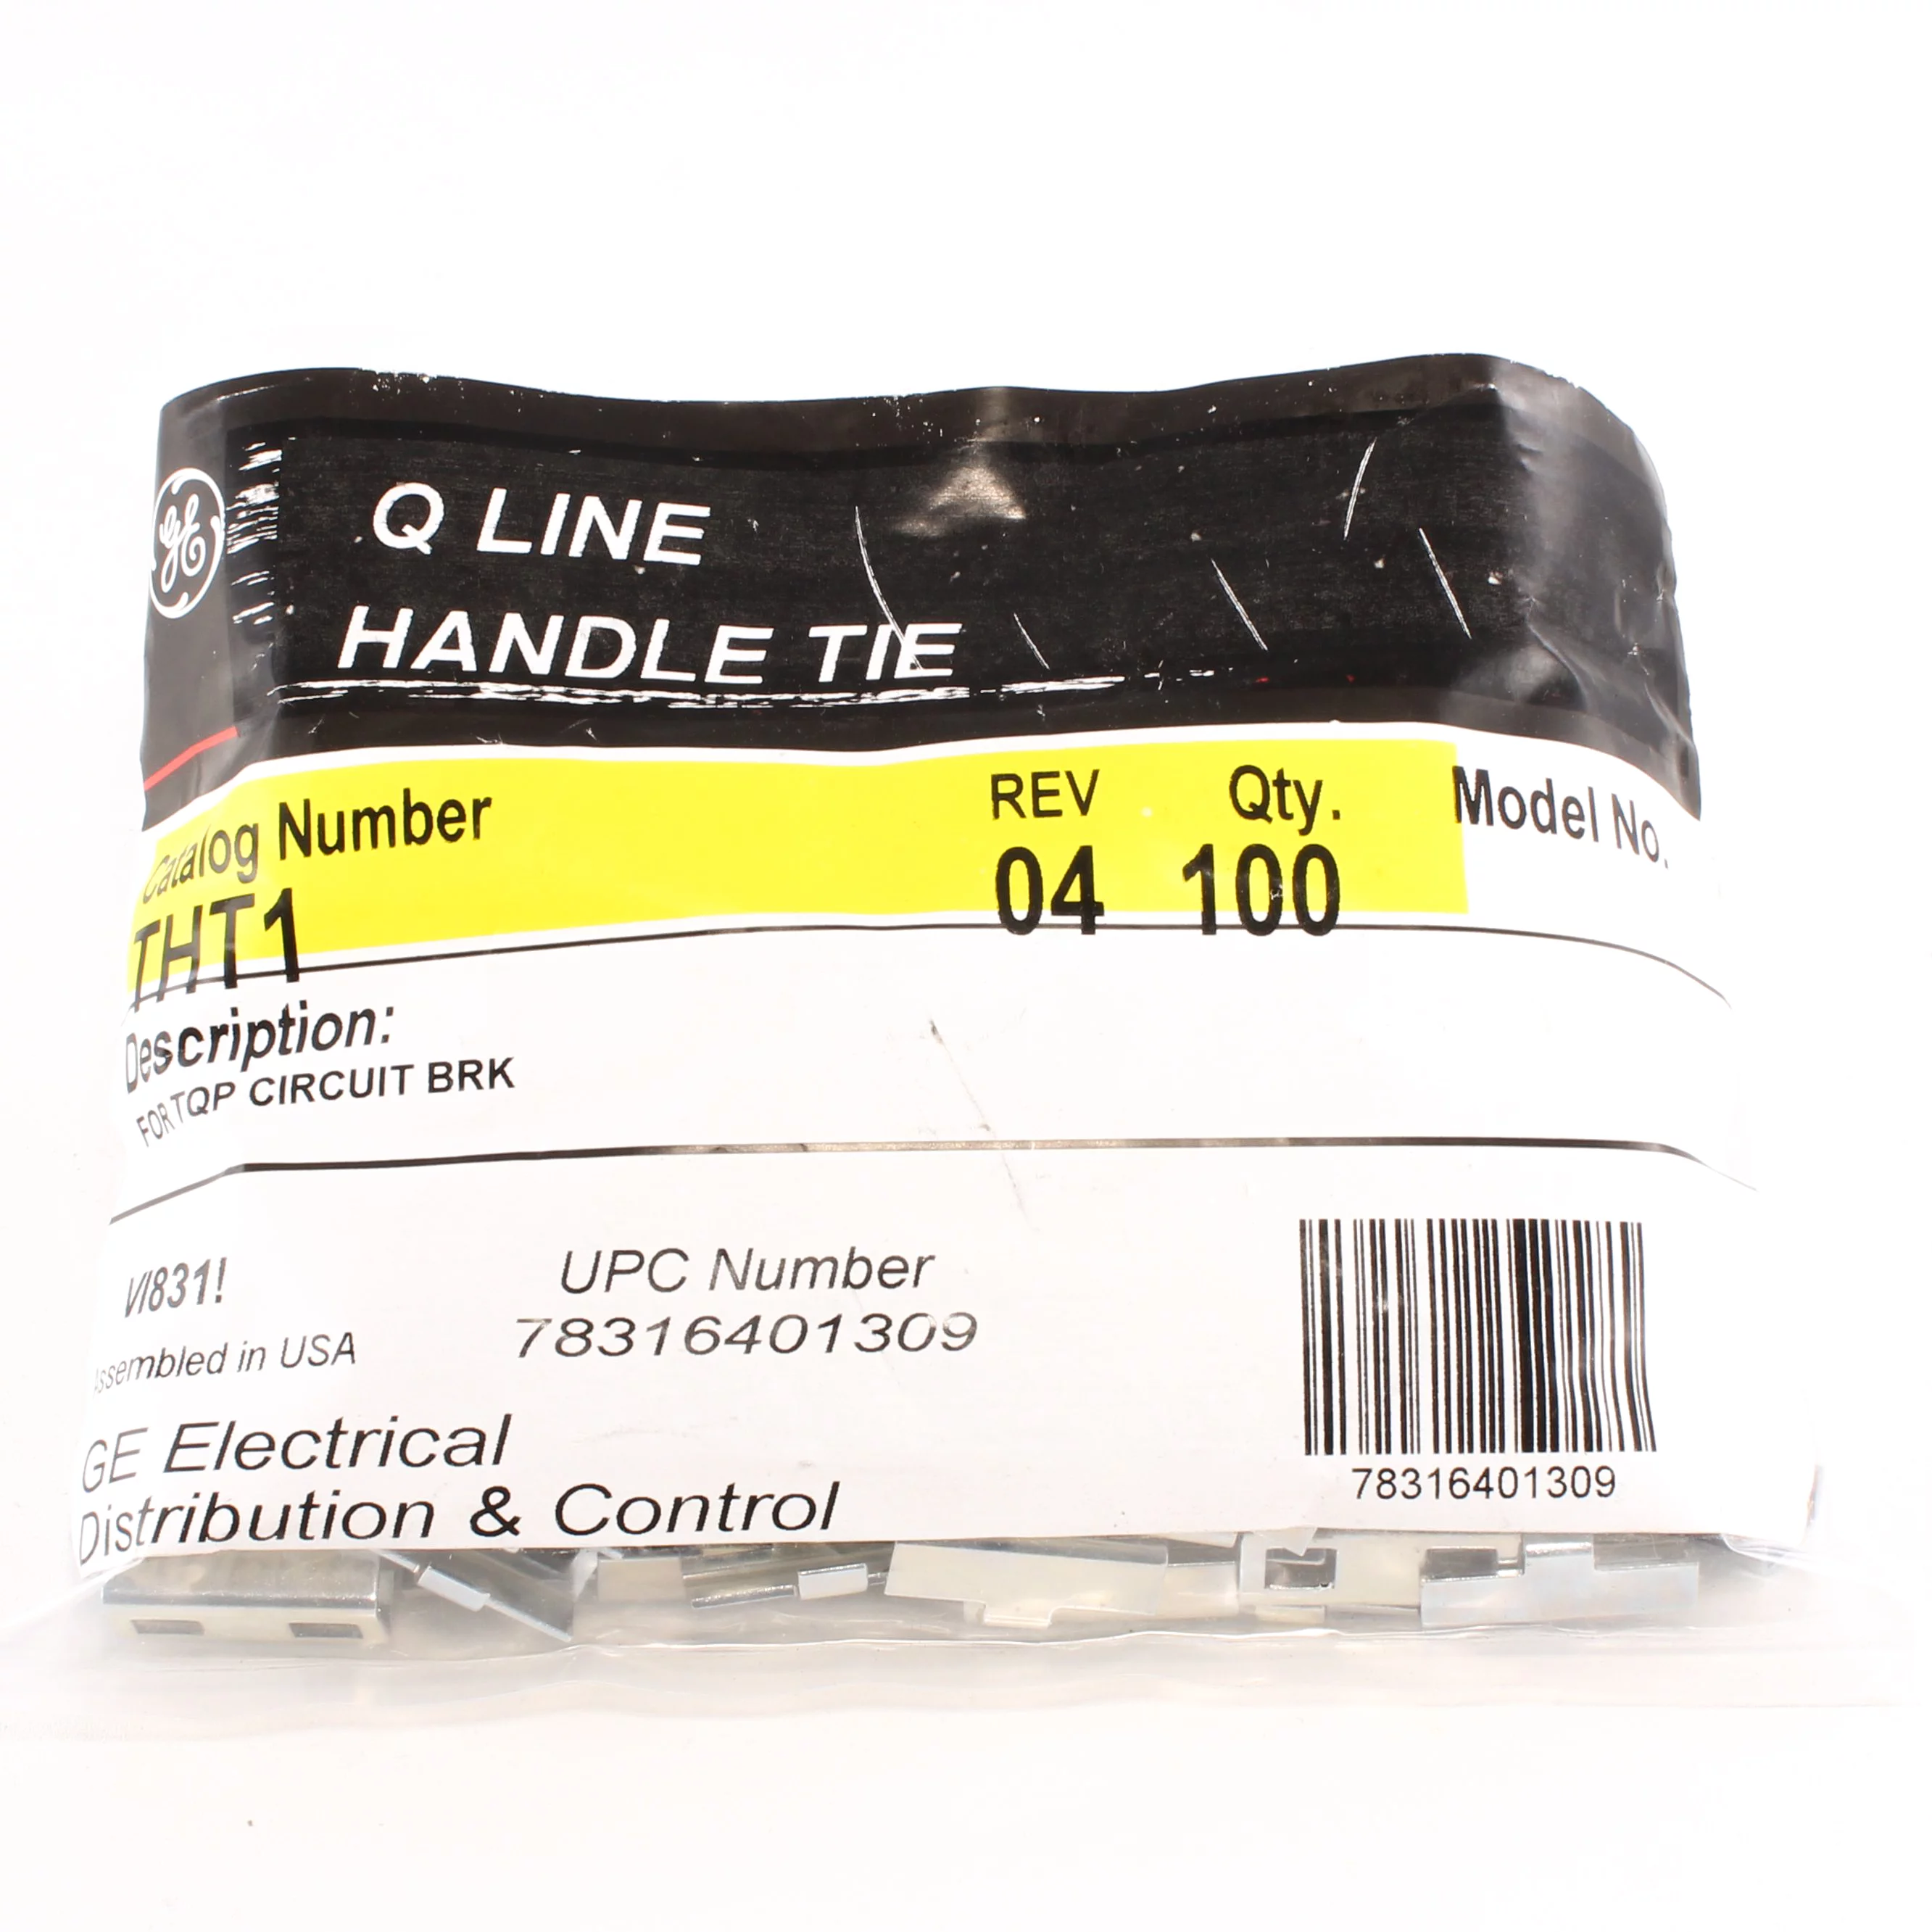 GE
Q LINE
HANDLE TIE
Catalog Number REV Qty. Model No.
THT1 04 100
Description:
FOR TQP CIRCUIT BRK
VI831!
UPC Number
78316401309
Assembled in USA
GE Electrical
Distribution & Control
78316401309